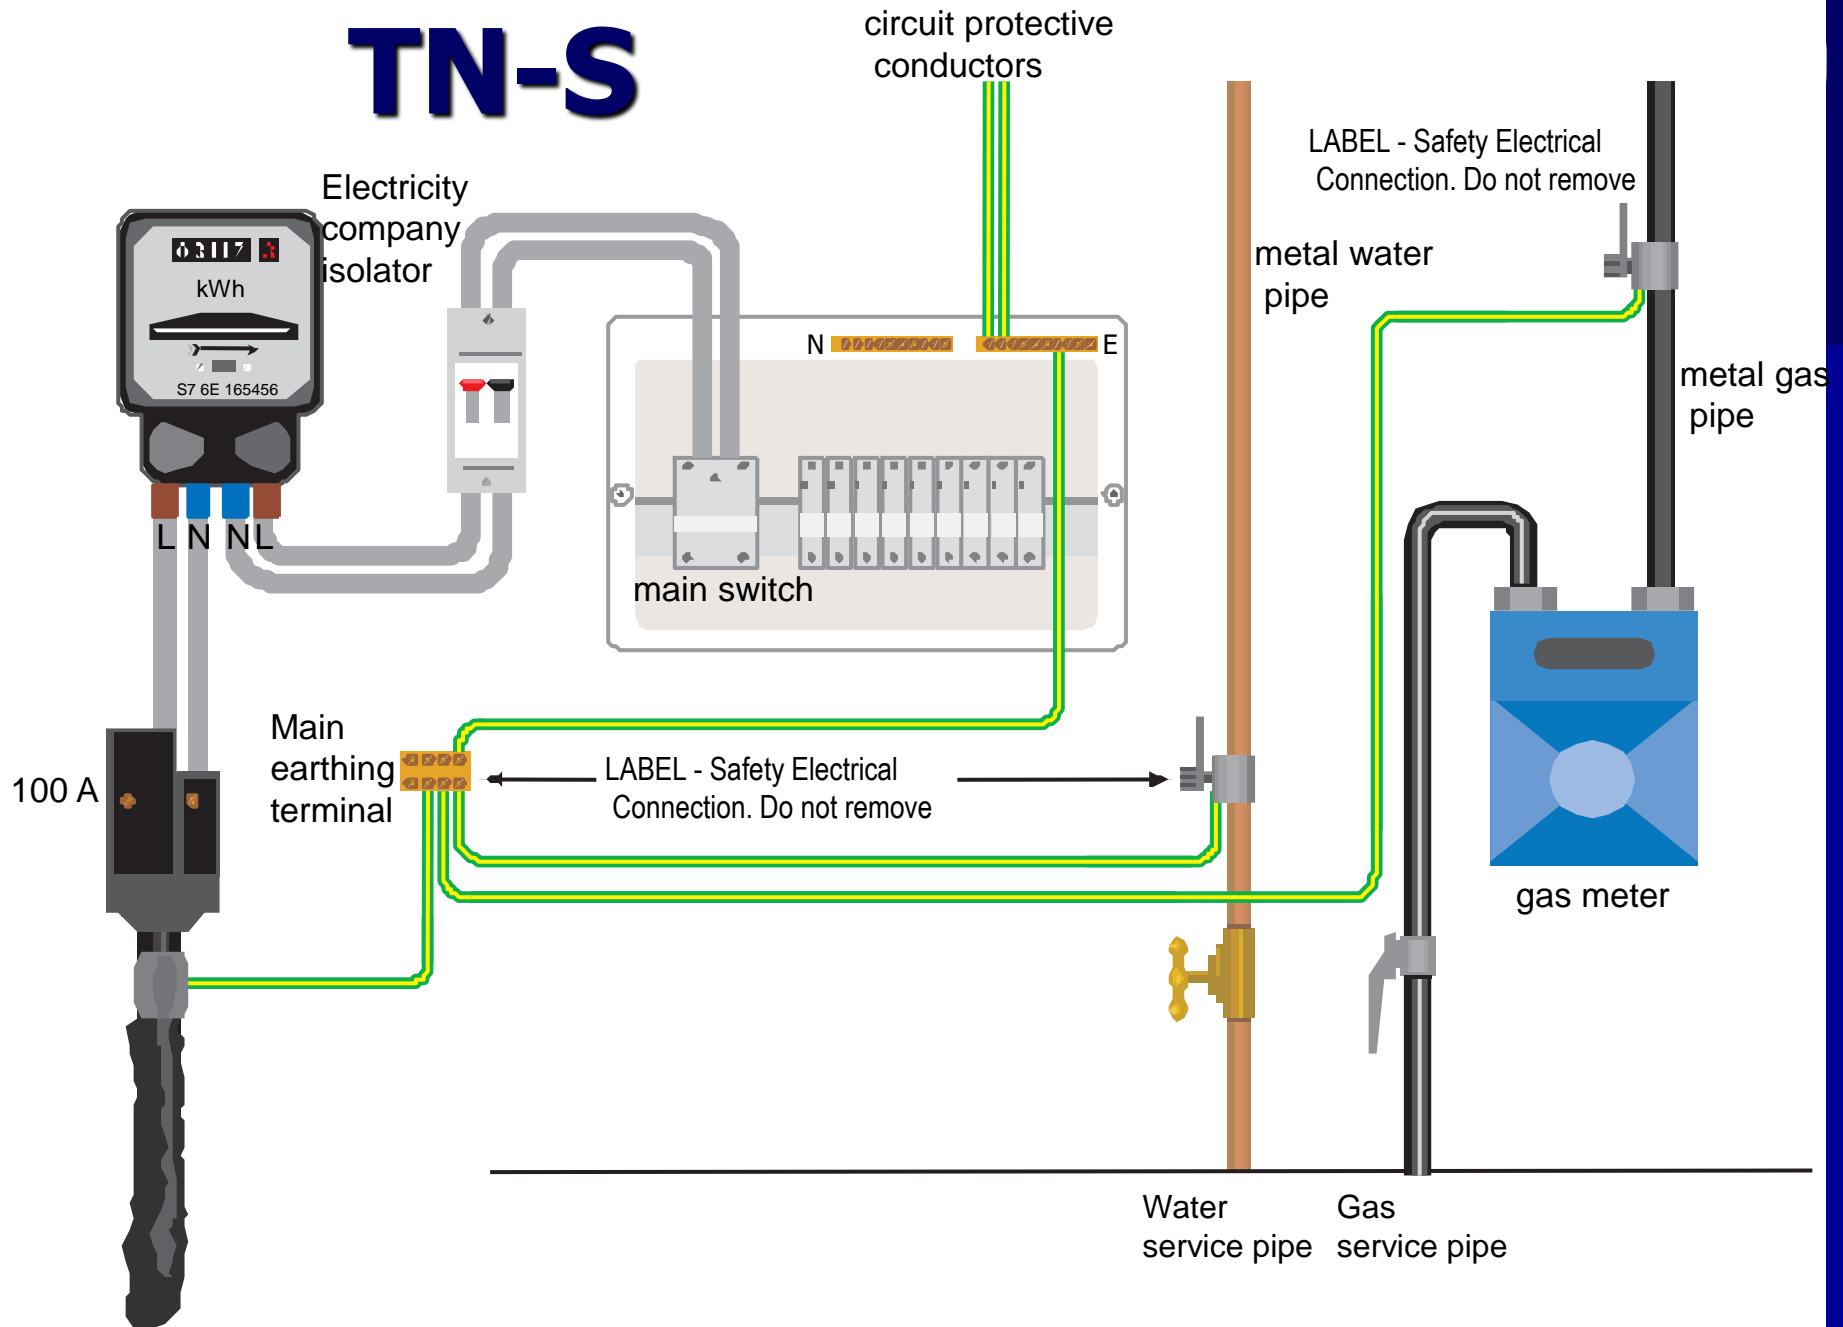 TN-S
circuit protective
conductors
LABEL - Safety Electrical
Connection. Do not remove
Electricity
company
isolator
03117 3
kWh
S7 6E 165456
metal water
pipe
N
E
metal gas
pipe
L N N L
main switch
Main
earthing
terminal
100 A
LABEL - Safety Electrical
Connection. Do not remove
gas meter
Water
service pipe
Gas
service pipe